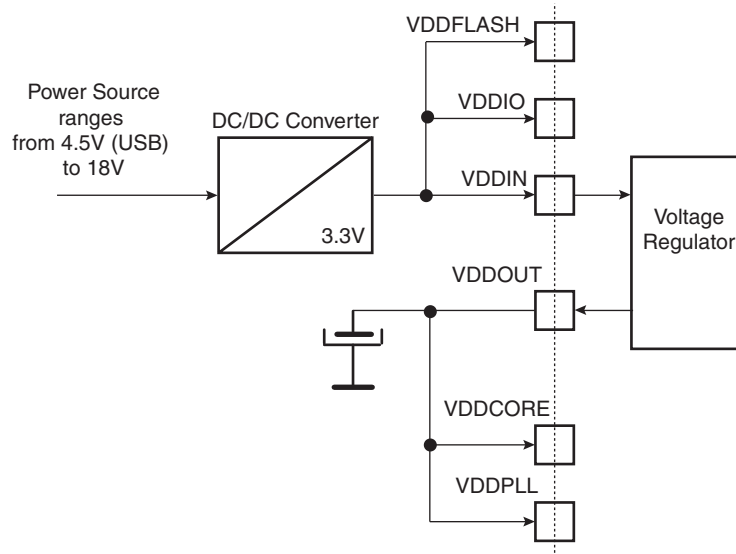 VDDFLASH
Power Source
ranges
from 4.5V (USB)
to 18V
DC/DC Converter
3.3V
VDDIO
VDDIN
Voltage
Regulator
VDDOUT
VDDCORE
VDDPLL